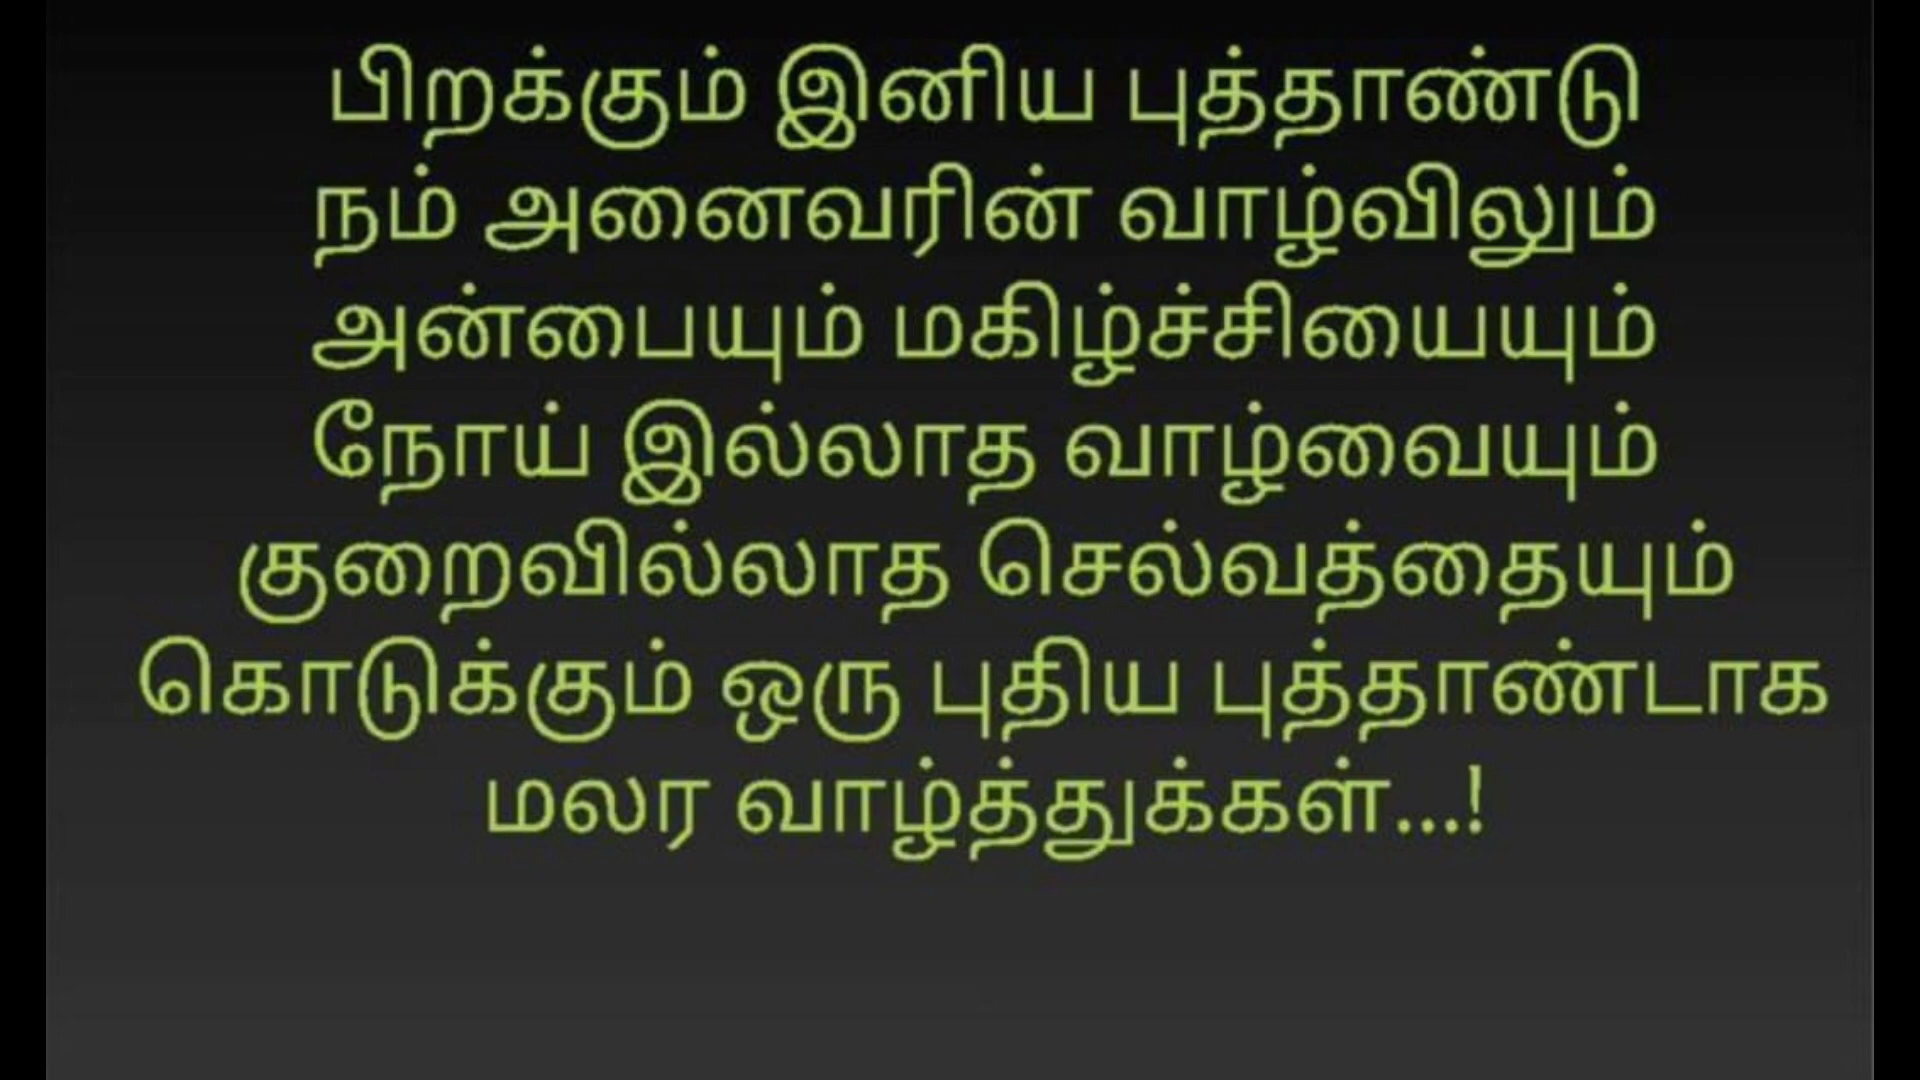 பிறக்கும் இனிய புத்தாண்டு
நம் அனைவரின் வாழ்விலும்
அன்பையும் மகிழ்ச்சியையும்
நோய் இல்லாத வாழ்வையும்
குறைவில்லாத செல்வத்தையும்
கொடுக்கும் ஒரு புதிய புத்தாண்டாக
மலர வாழ்த்துக்கள்...!